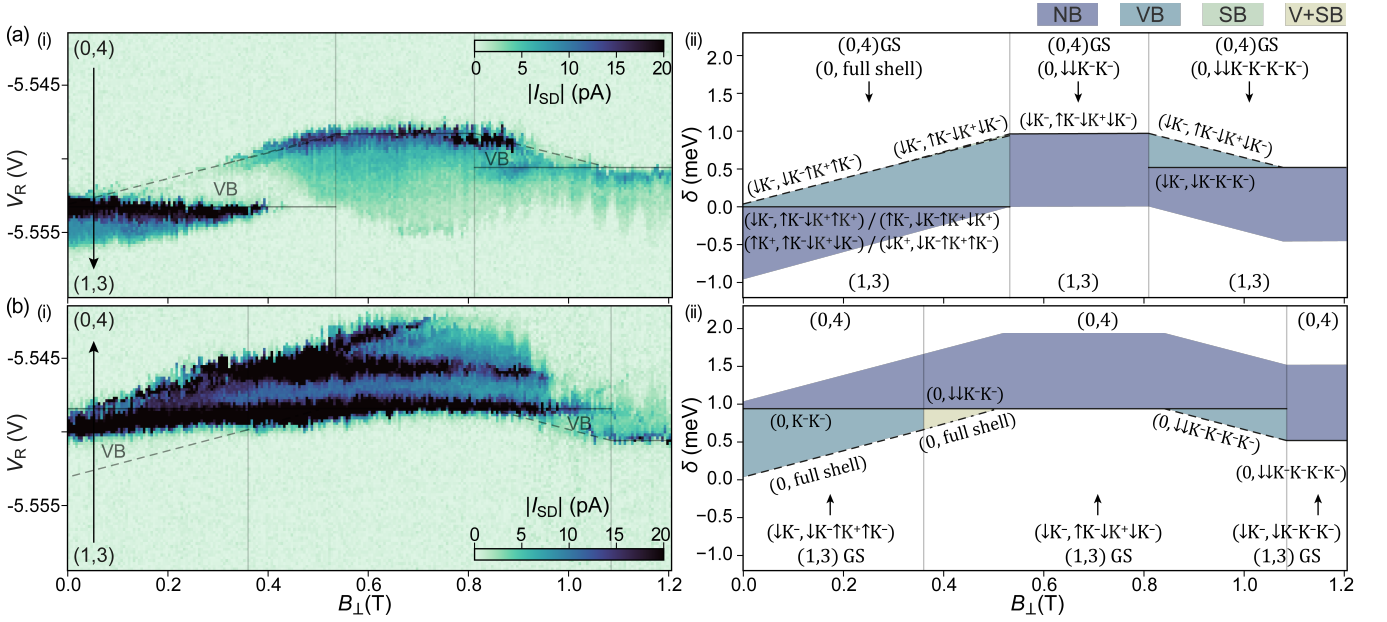 NB VB SB V+SB
(a) (i)
(0,4)
0 5 10 15 20
|I_SD| (pA)
-5.545
V_R (V)
-5.555
VB
VB
(1,3)
(ii)
2.0
1.5
1.0
0.5
0.0
−0.5
−1.0
δ (meV)
(0,4)GS (0,4)GS (0,4)GS
(0, full shell) (0,↓↓K⁻K⁻) (0,↓↓K⁻K⁻K⁻K⁻)
(↓K⁻,↓K⁻↑K⁺↑K⁻)
(↓K⁻,↑K⁻↓K⁺↓K⁻)
(↓K⁻,↑K⁻↓K⁺↓K⁻)
(↓K⁻,↑K⁻↓K⁺↓K⁻)
(↓K⁻,↓K⁻K⁻K⁻)
(↓K⁻,↑K⁻↓K⁺↑K⁺) / (↑K⁻,↓K⁻↑K⁺↓K⁺)
(↑K⁺,↑K⁻↓K⁺↓K⁻) / (↓K⁺,↓K⁻↑K⁺↑K⁻)
(1,3) (1,3) (1,3)
(b) (i)
(0,4)
-5.545
V_R (V)
-5.555
VB
VB
|I_SD| (pA)
0 5 10 15 20
(1,3)
0.0 0.2 0.4 0.6 0.8 1.0 1.2
B⊥(T)
(ii)
2.0
1.5
1.0
0.5
0.0
−0.5
−1.0
δ (meV)
(0,4) (0,4) (0,4)
(0,↓↓K⁻K⁻)
(0,K⁻K⁻)
(0, full shell)
(0, full shell)
(0,↓↓K⁻K⁻K⁻K⁻)
(0,↓↓K⁻K⁻K⁻K⁻)
(↓K⁻,↓K⁻↑K⁺↑K⁻) (↓K⁻,↑K⁻↓K⁺↓K⁻) (↓K⁻,↓K⁻K⁻K⁻)
(1,3) GS (1,3) GS (1,3) GS
0.0 0.2 0.4 0.6 0.8 1.0 1.2
B⊥(T)